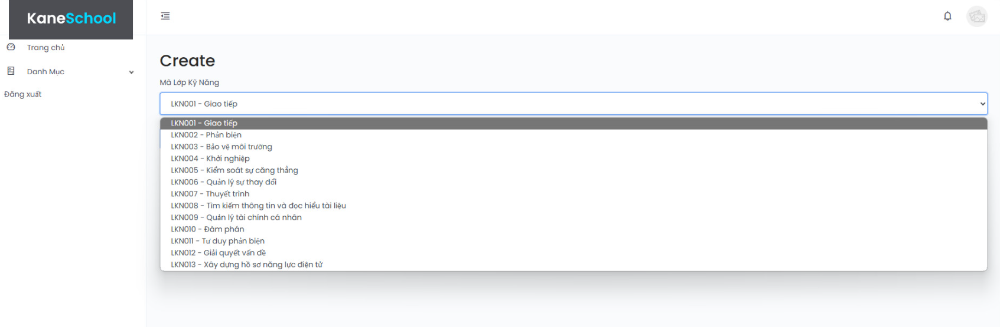 KaneSchool
Trang chủ
Danh Mục
Đăng xuất
Create
Mã Lớp Kỹ Năng
LKN001 - Giao tiếp
LKN001 - Giao tiếp
LKN002 - Phản biện
LKN003 - Bảo vệ môi trường
LKN004 - Khởi nghiệp
LKN005 - Kiểm soát sự căng thẳng
LKN006 - Quản lý sự thay đổi
LKN007 - Thuyết trình
LKN008 - Tìm kiếm thông tin và đọc hiểu tài liệu
LKN009 - Quản lý tài chính cá nhân
LKN010 - Đàm phán
LKN011 - Tư duy phản biện
LKN012 - Giải quyết vấn đề
LKN013 - Xây dựng hồ sơ năng lực điện tử